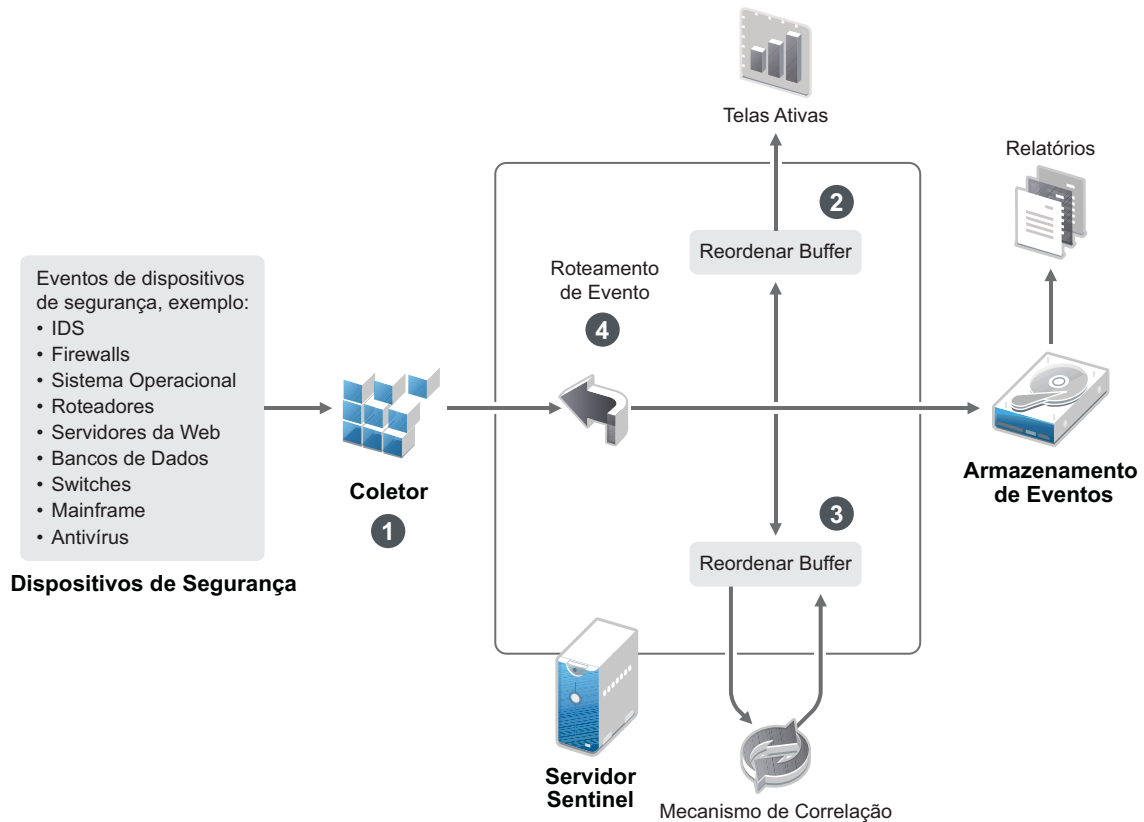 Telas Ativas
Relatórios
2
Reordenar Buffer
Roteamento
de Evento
4
Eventos de dispositivos
de segurança, exemplo:
• IDS
• Firewalls
• Sistema Operacional
• Roteadores
• Servidores da Web
• Bancos de Dados
• Switches
• Mainframe
• Antivírus
Dispositivos de Segurança
Coletor
1
Armazenamento
de Eventos
3
Reordenar Buffer
Servidor
Sentinel
Mecanismo de Correlação